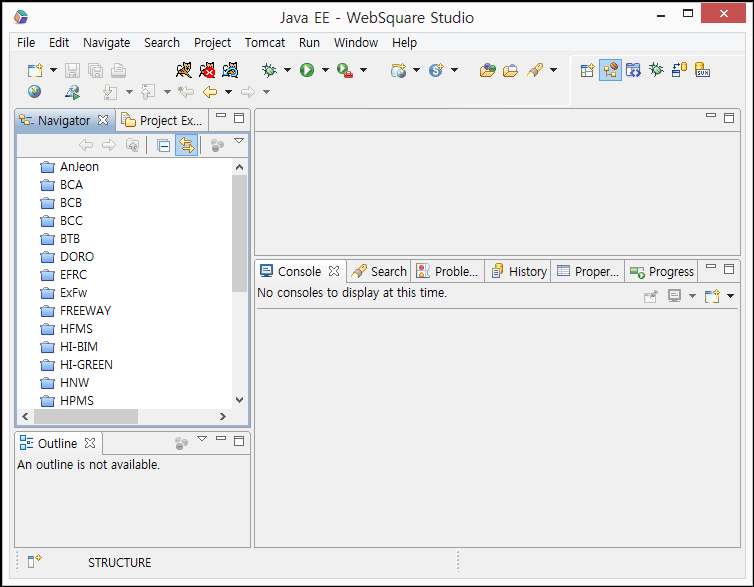 Java EE - WebSquare Studio
File Edit Navigate Search Project Tomcat Run Window Help
Navigator Project Ex...
AnJeon
BCA
BCB
BCC
BTB
DORO
EFRC
ExFw
FREEWAY
HFMS
HI-BIM
HI-GREEN
HNW
HPMS
Console Search Proble... History Proper... Progress
No consoles to display at this time.
Outline
An outline is not available.
STRUCTURE